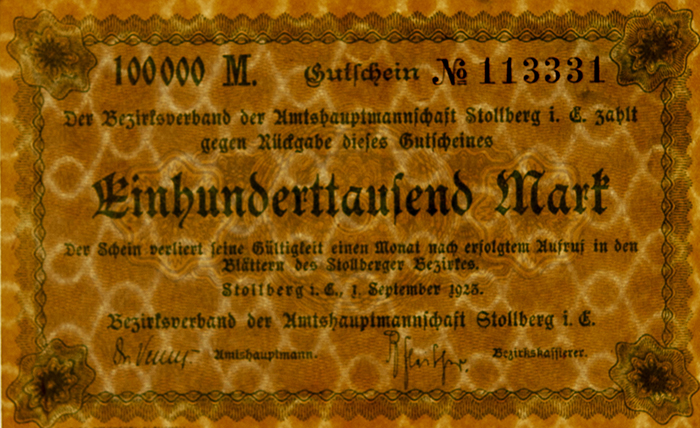 100000 M. Gutschein № 113331
Der Bezirksverband der Amtshauptmannschaft Stollberg i. E. zahlt
gegen Rückgabe dieses Gutscheines
Einhunderttausend Mark
Der Schein verliert seine Gültigkeit einen Monat nach erfolgtem Aufruf in den
Blättern des Stollberger Bezirkes.
Stollberg i. E., 1. September 1923.
Bezirksverband der Amtshauptmannschaft Stollberg i. E.
Amtshauptmann. Bezirkskassierer.